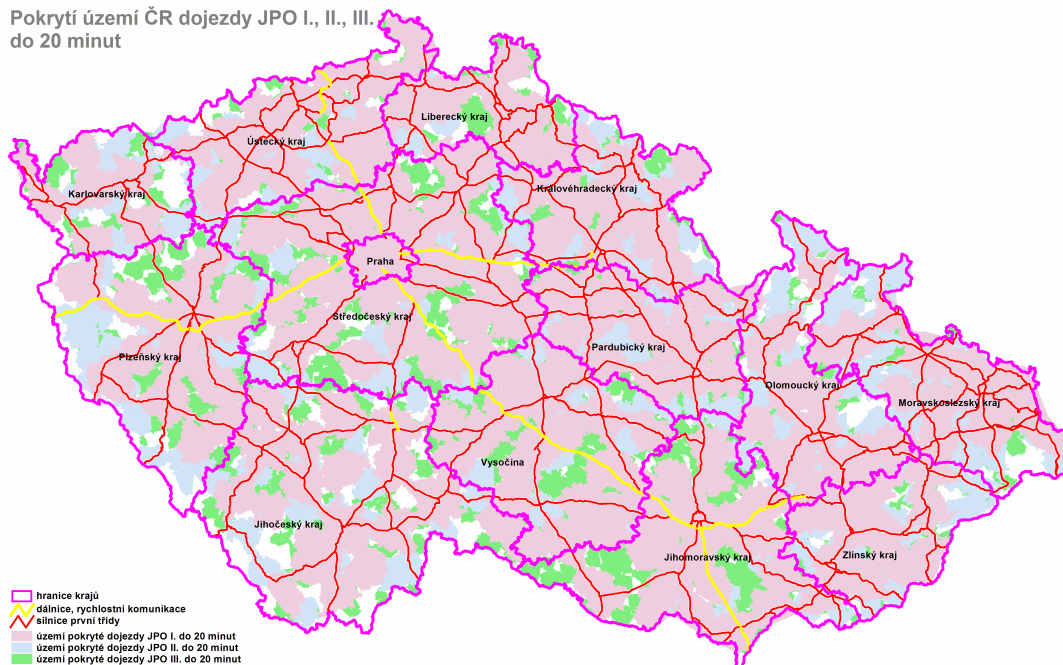 Pokrytí území ČR dojezdy JPO I., II., III.
do 20 minut
Liberecký kraj
Ústecký kraj
Karlovarský kraj
Královéhradecký kraj
Praha
Středočeský kraj
Pardubický kraj
Plzeňský kraj
Olomoucký kraj
Moravskoslezský kraj
Vysočina
Jihočeský kraj
Jihomoravský kraj
Zlínský kraj
hranice krajů
dálnice, rychlostní komunikace
silnice první třídy
území pokryté dojezdy JPO I. do 20 minut
území pokryté dojezdy JPO II. do 20 minut
území pokryté dojezdy JPO III. do 20 minut